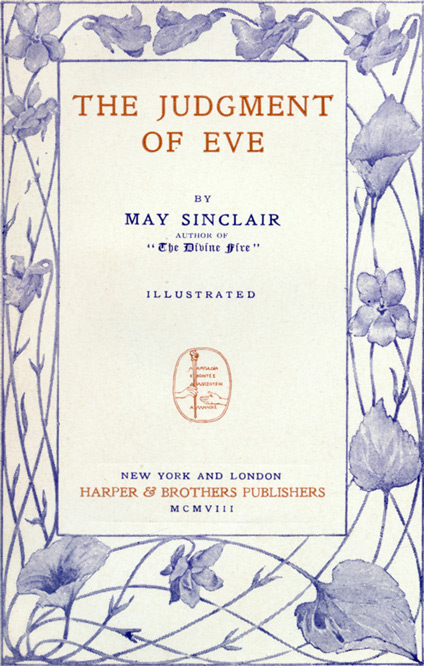 THE JUDGMENT
OF EVE
BY
MAY SINCLAIR
AUTHOR OF
"The Divine Fire"
ILLUSTRATED
NEW YORK AND LONDON
HARPER & BROTHERS PUBLISHERS
MCMVIII